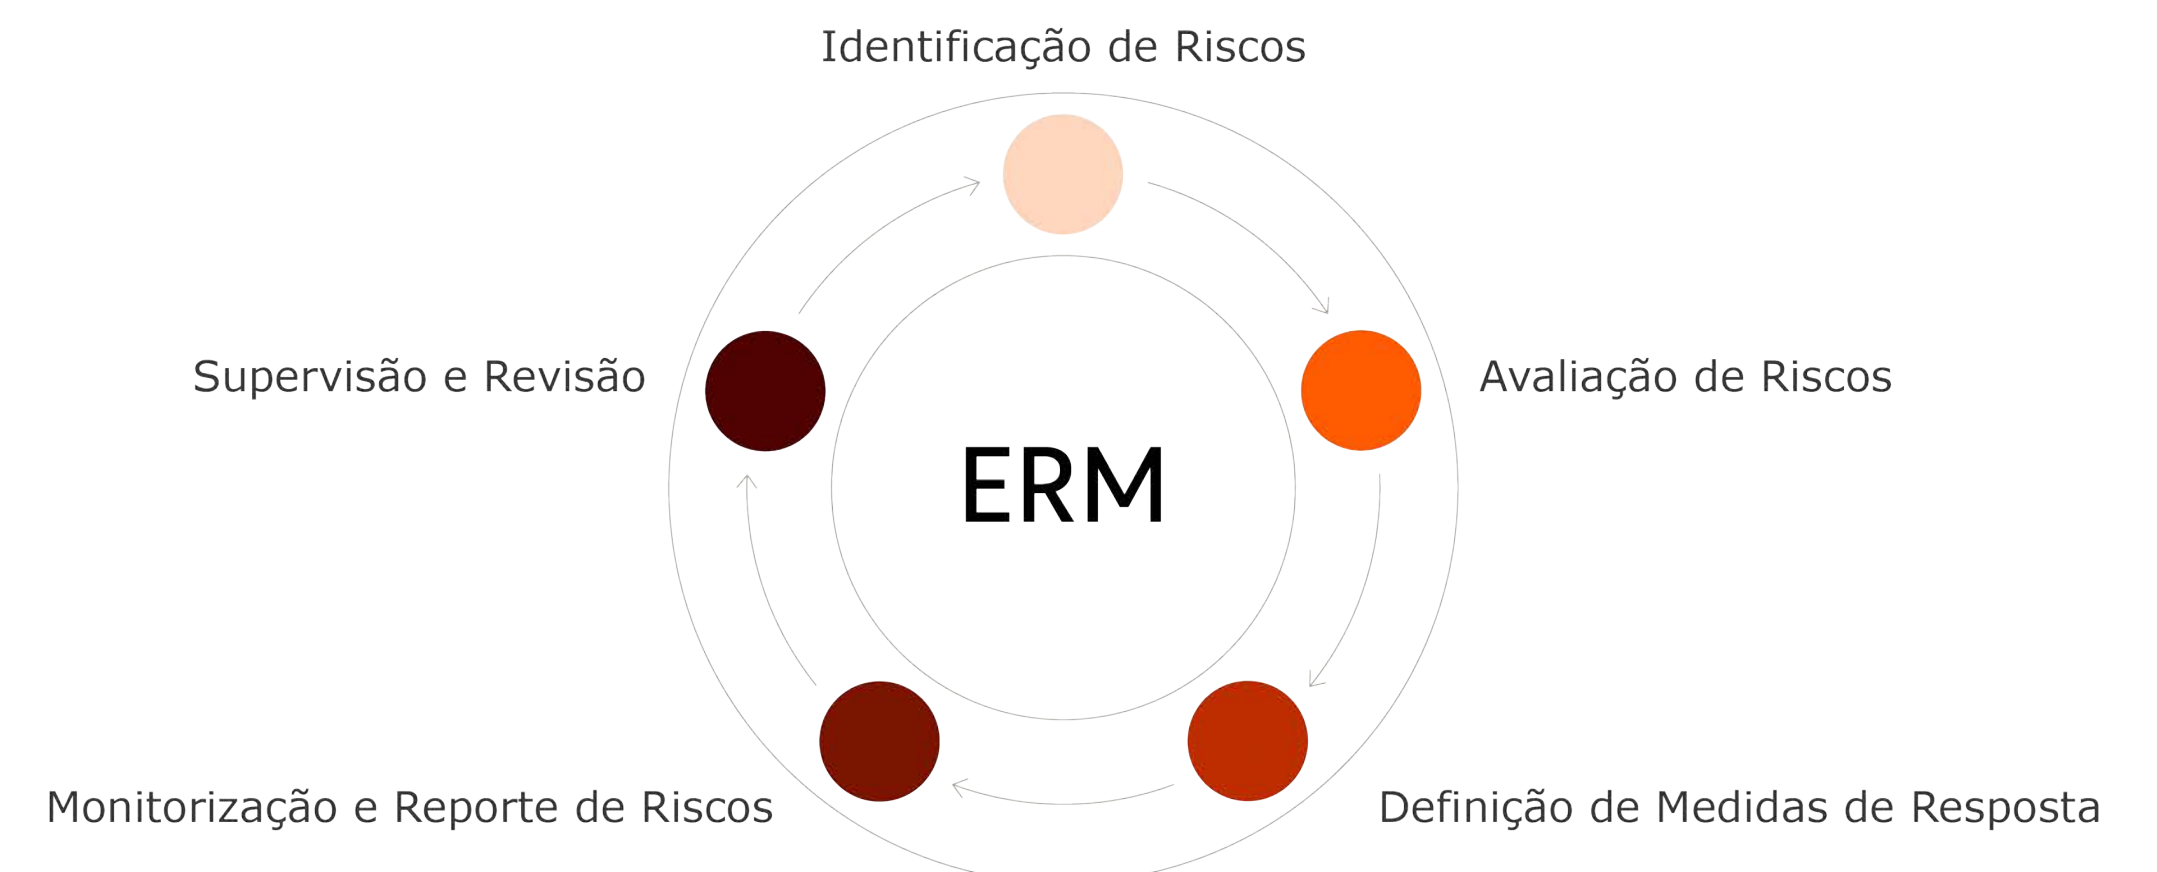 Identificação de Riscos
Supervisão e Revisão
Avaliação de Riscos
ERM
Monitorização e Reporte de Riscos
Definição de Medidas de Resposta